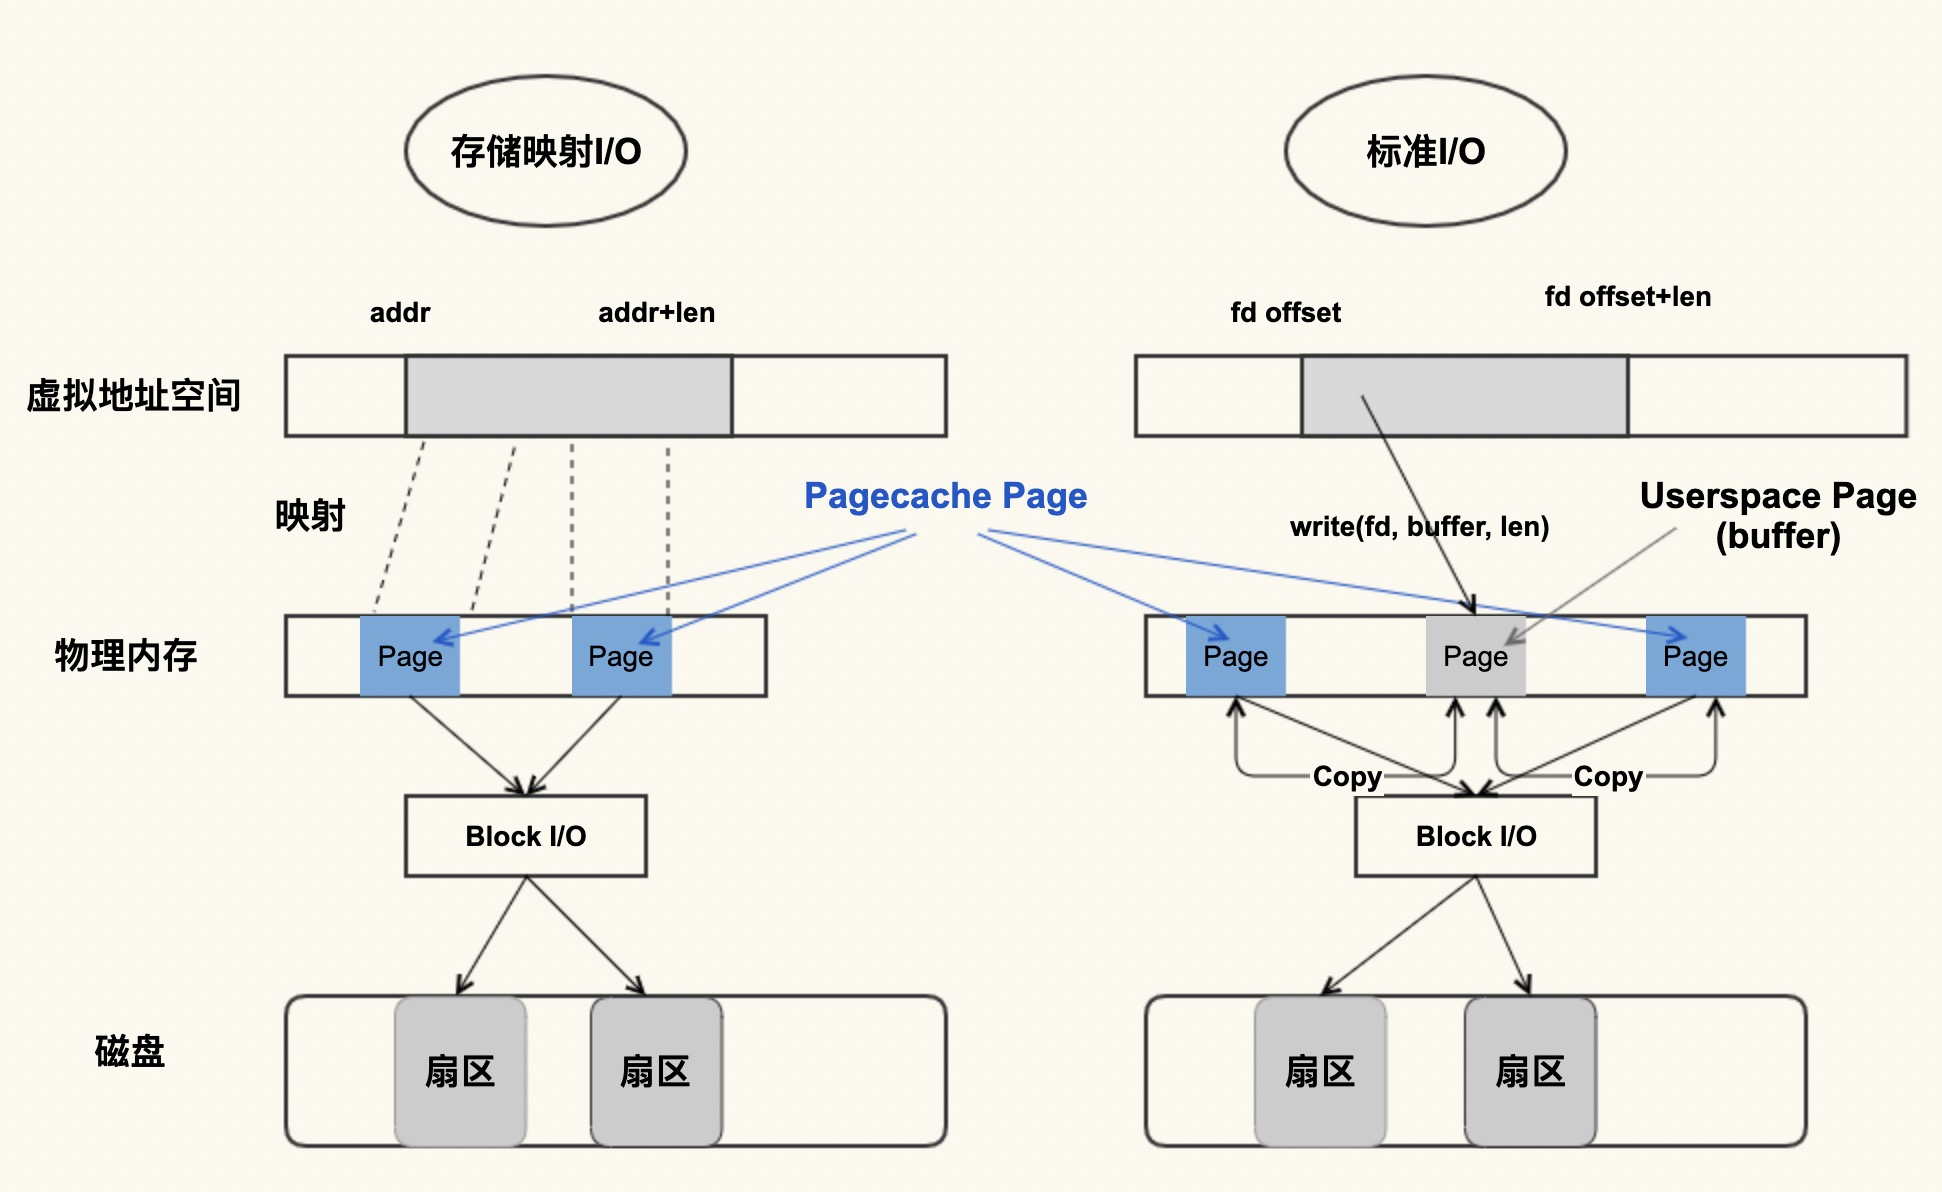 存储映射I/O
标准I/O
addr
addr+len
fd offset
fd offset+len
虚拟地址空间
映射
Pagecache Page
write(fd, buffer, len)
Userspace Page
(buffer)
物理内存
Page
Page
Page
Page
Page
Copy
Copy
Block I/O
Block I/O
磁盘
扇区
扇区
扇区
扇区